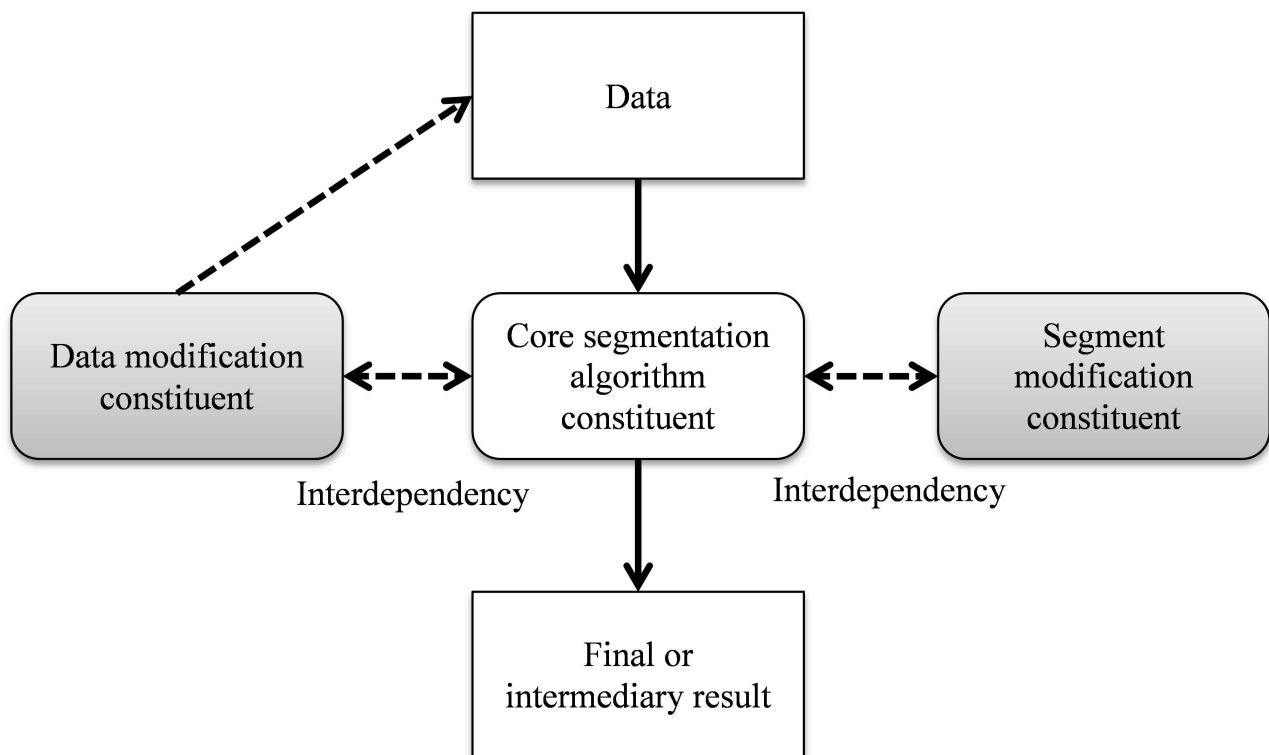 Data
Data modification
constituent
Core segmentation
algorithm
constituent
Segment
modification
constituent
Interdependency
Interdependency
Final or
intermediary result